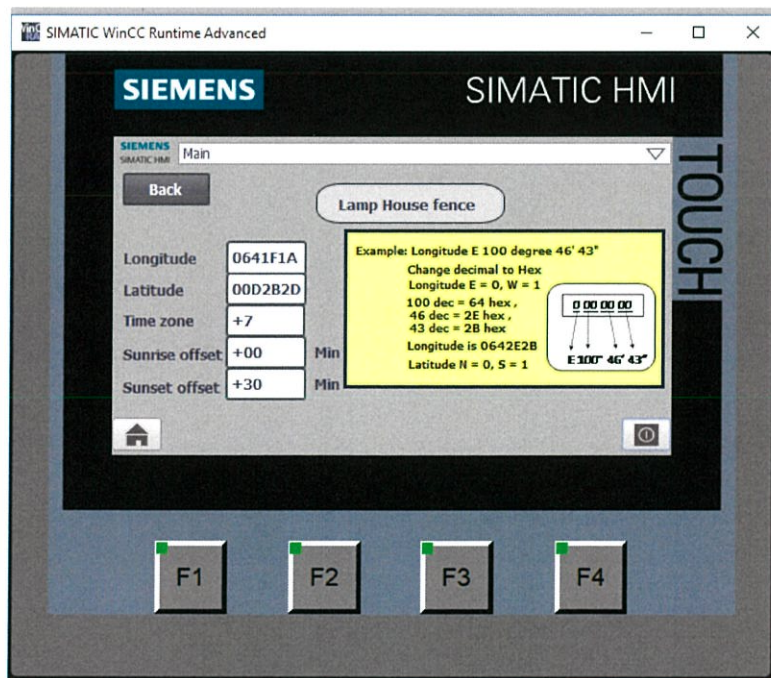 SIMATIC WinCC Runtime Advanced
SIEMENS
SIMATIC HMI
TOUCH
SIEMENS
SIMATIC HMI
Main
Back
Lamp House fence
Longitude 0641F1A
Latitude 00D2B2D
Time zone +7
Sunrise offset +00 Min
Sunset offset +30 Min
Example: Longitude E 100 degree 46' 43"
Change decimal to Hex
Longitude E = 0, W = 1
100 dec = 64 hex ,
46 dec = 2E hex ,
43 dec = 2B hex
Longitude is 0642E2B
Latitude N = 0, S = 1
0 00 00 00
E 100° 46' 43"
F1
F2
F3
F4